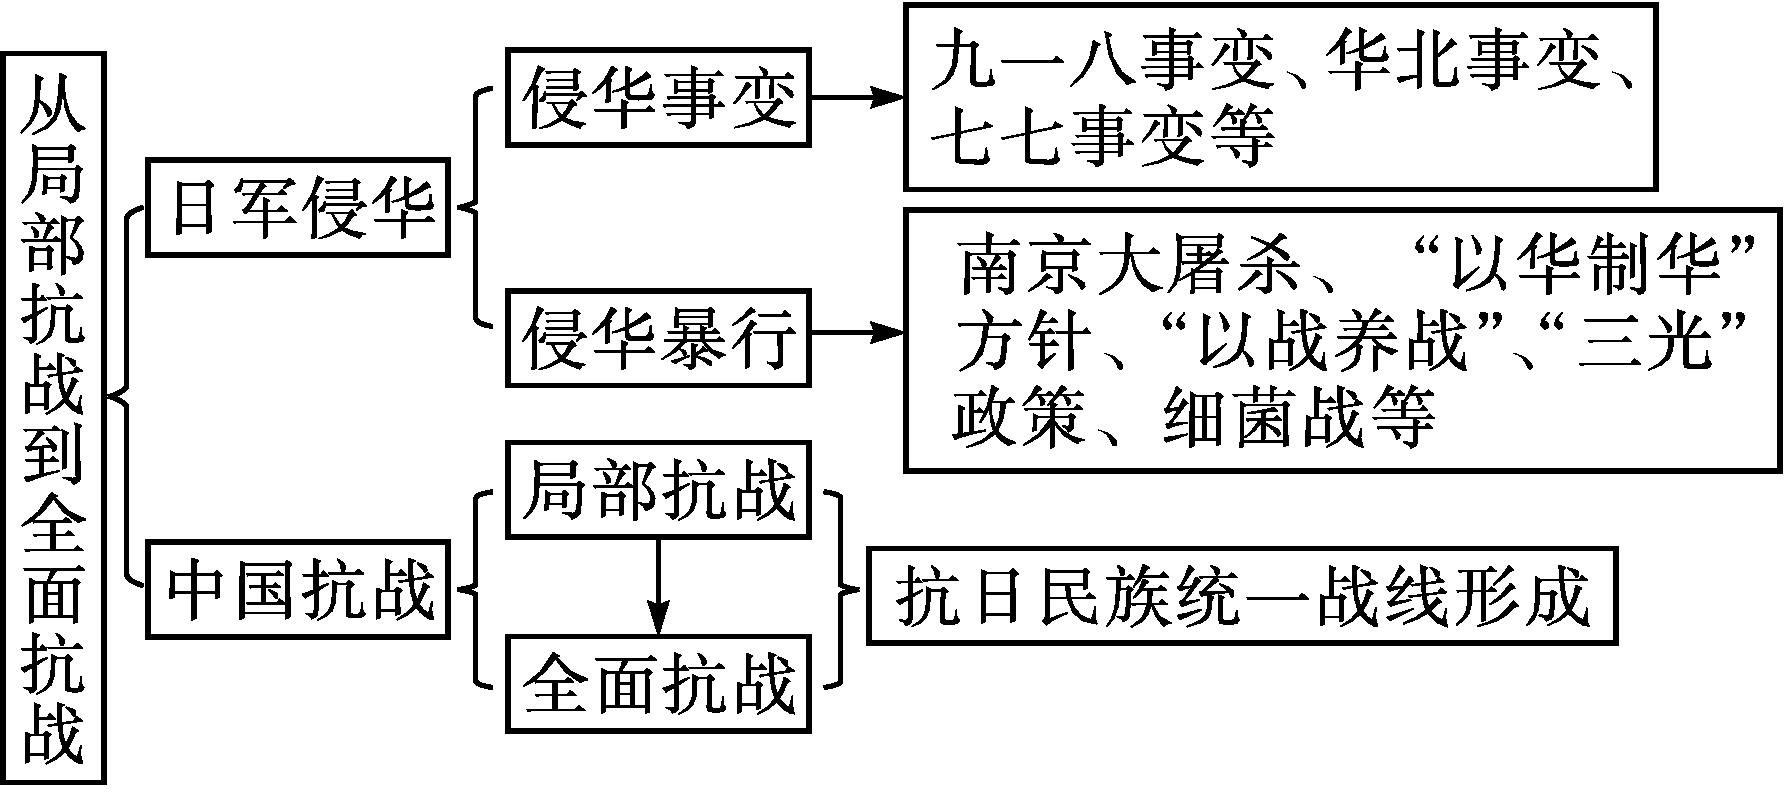 从局部抗战到全面抗战
日军侵华
侵华事变
九一八事变、华北事变、
七七事变等
侵华暴行
南京大屠杀、“以华制华”
方针、“以战养战”、“三光”
政策、细菌战等
中国抗战
局部抗战
全面抗战
抗日民族统一战线形成